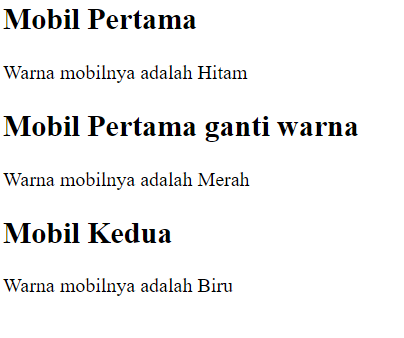 Mobil Pertama
Warna mobilnya adalah Hitam
Mobil Pertama ganti warna
Warna mobilnya adalah Merah
Mobil Kedua
Warna mobilnya adalah Biru